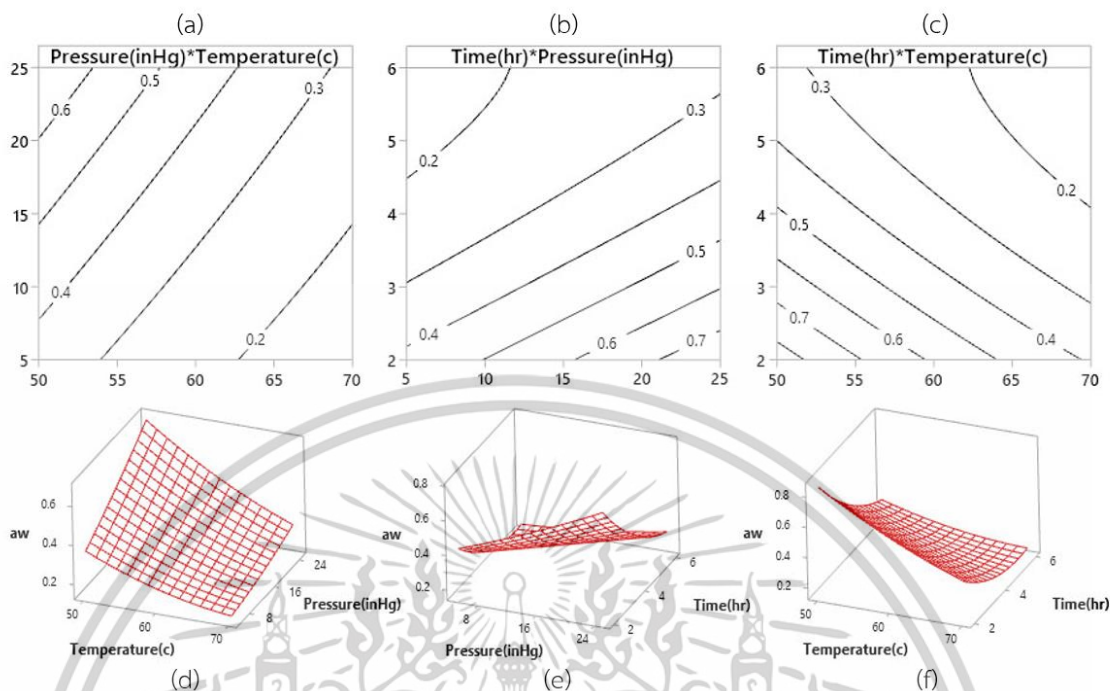 (a) (b) (c)
Pressure(inHg)*Temperature(c) Time(hr)*Pressure(inHg) Time(hr)*Temperature(c)
25 0.6 0.5 0.3 6 0.3 6 0.3
20 5 0.2 5 0.2
15 4 0.5 4 0.5
10 0.4 3 3
0.2 0.4 0.6 0.7 0.7 0.6 0.4
5 2 2
50 55 60 65 70 5 10 15 20 25 50 55 60 65 70
aw 0.6 0.4 0.2
50 60 70
Temperature(c)
8 16 24
Pressure(inHg)
aw 0.8 0.6 0.4 0.2
8 16 24
Pressure(inHg)
2 4 6
Time(hr)
aw 0.8 0.6 0.4 0.2
50 60 70
Temperature(c)
2 4 6
Time(hr)
(d) (e) (f)